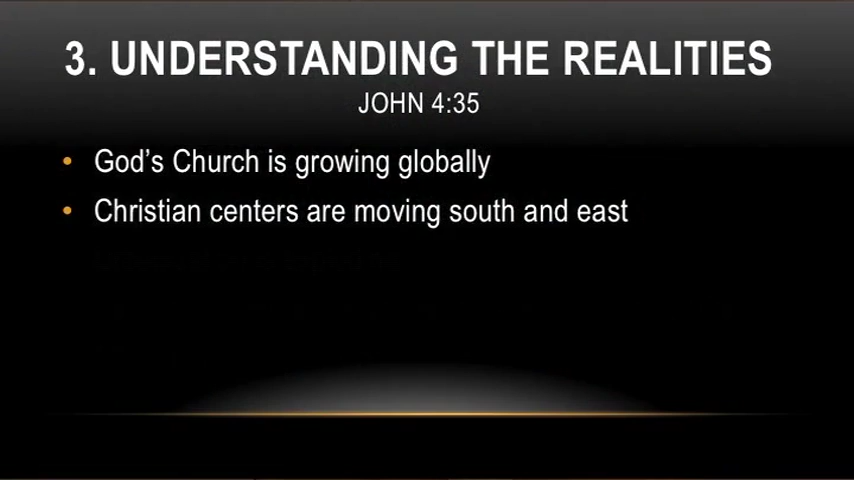 3. UNDERSTANDING THE REALITIES
JOHN 4:35
• God's Church is growing globally
• Christian centers are moving south and east